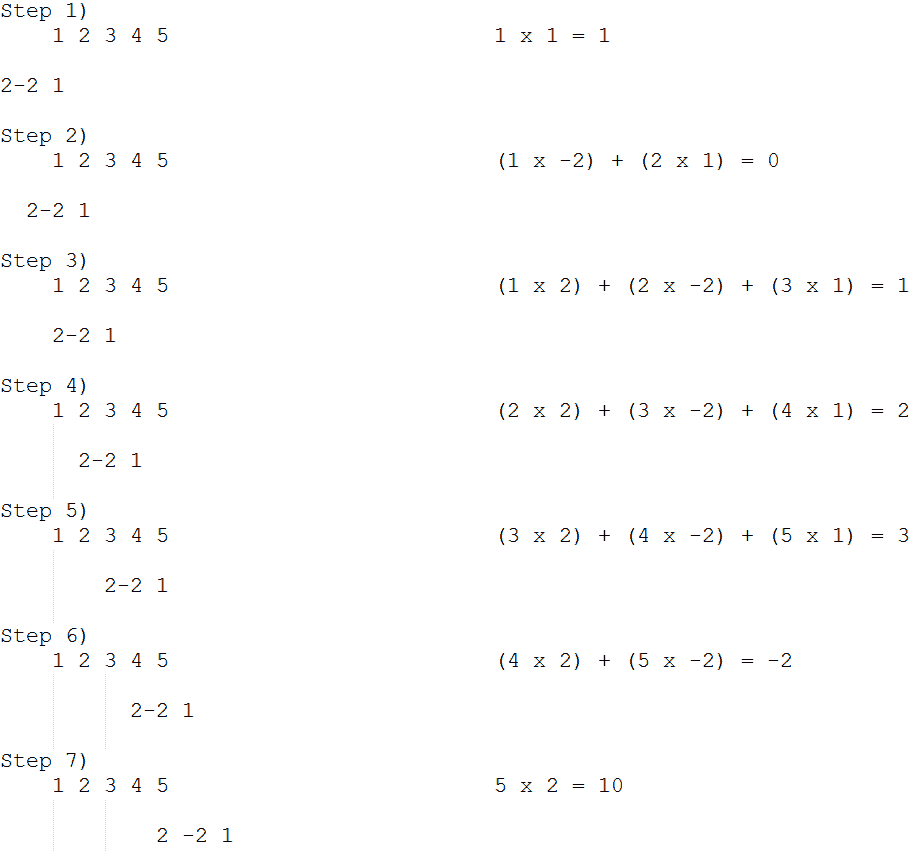 Step 1)
1 2 3 4 5 1 x 1 = 1
2-2 1
Step 2)
1 2 3 4 5 (1 x -2) + (2 x 1) = 0
2-2 1
Step 3)
1 2 3 4 5 (1 x 2) + (2 x -2) + (3 x 1) = 1
2-2 1
Step 4)
1 2 3 4 5 (2 x 2) + (3 x -2) + (4 x 1) = 2
2-2 1
Step 5)
1 2 3 4 5 (3 x 2) + (4 x -2) + (5 x 1) = 3
2-2 1
Step 6)
1 2 3 4 5 (4 x 2) + (5 x -2) = -2
2-2 1
Step 7)
1 2 3 4 5 5 x 2 = 10
2 -2 1